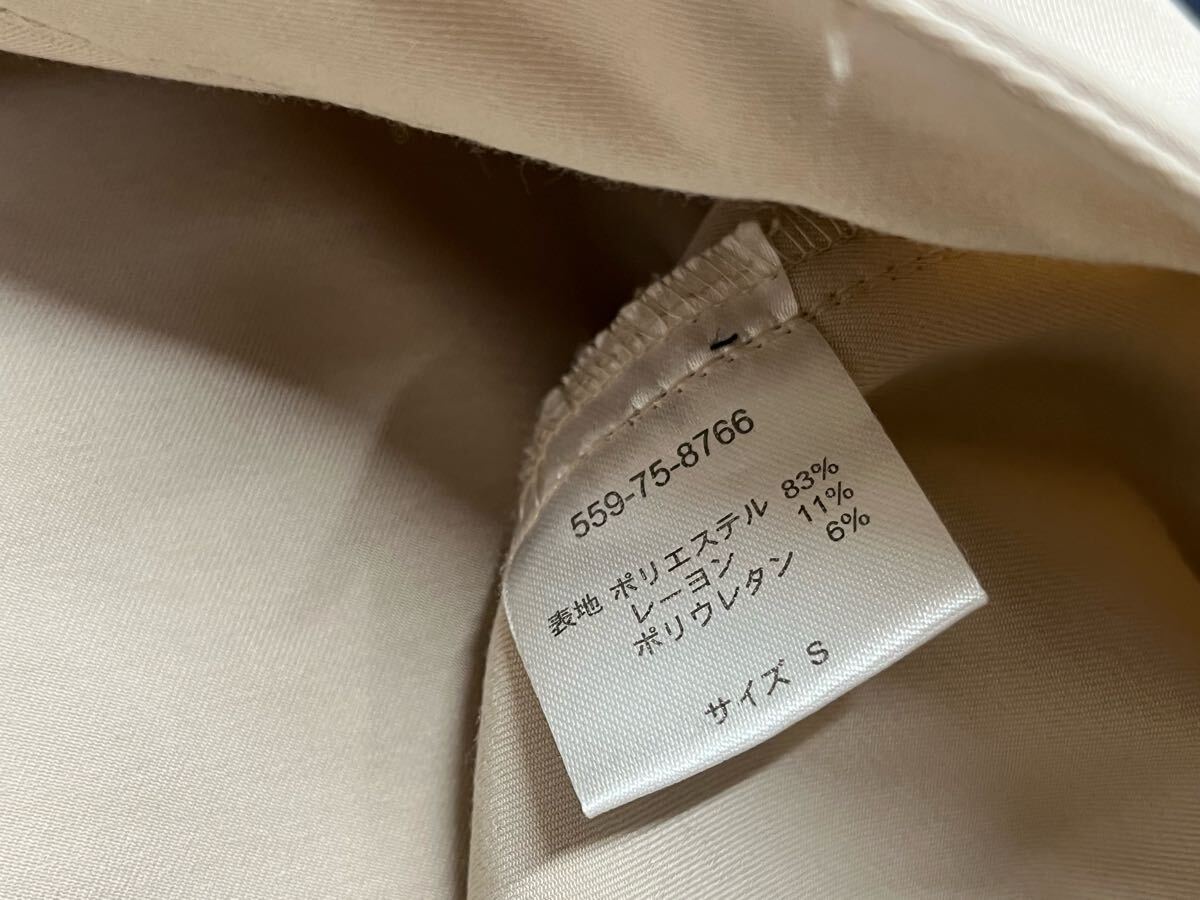 559-75-8766
表地 ポリエステル 83%
レーヨン 11%
ポリウレタン 6%
サイズ S